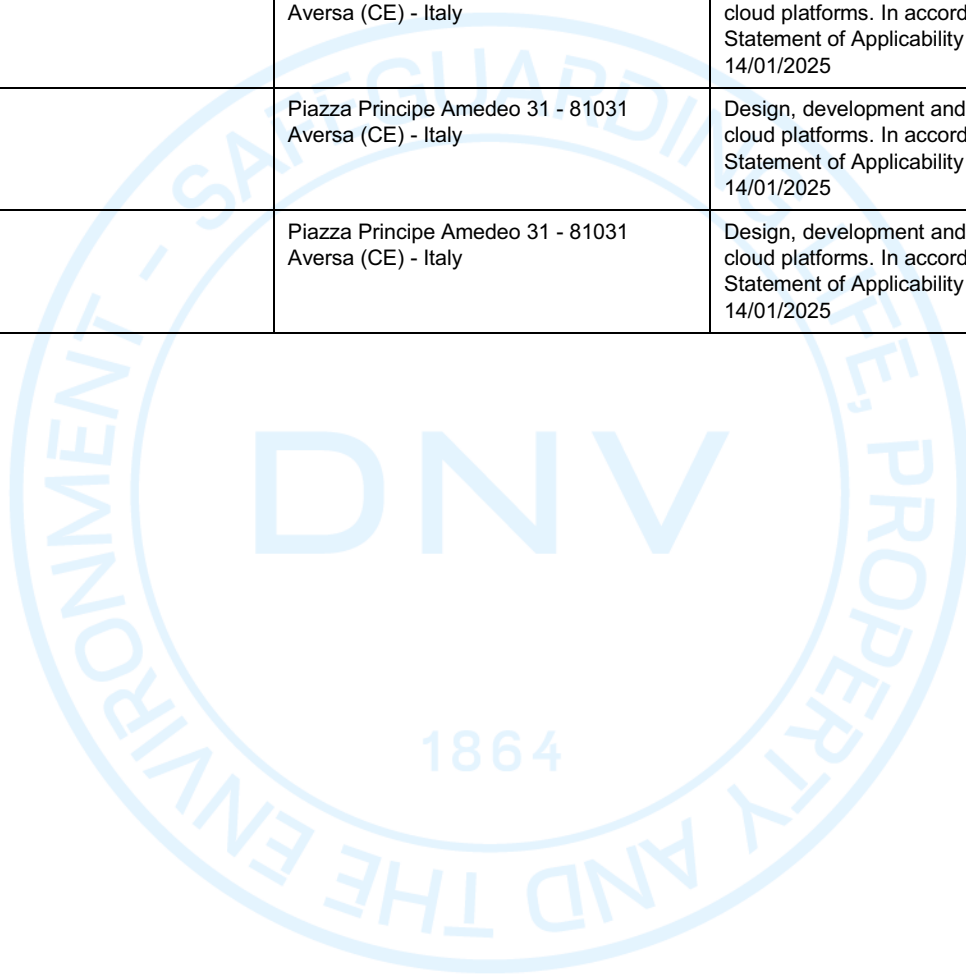 Aversa (CE) - Italy
cloud platforms. In accord
Statement of Applicability
14/01/2025
Piazza Principe Amedeo 31 - 81031
Aversa (CE) - Italy
Design, development and
cloud platforms. In accord
Statement of Applicability
14/01/2025
Piazza Principe Amedeo 31 - 81031
Aversa (CE) - Italy
Design, development and
cloud platforms. In accord
Statement of Applicability
14/01/2025
SAFEGUARDING LIFE, PROPERTY AND THE ENVIRONMENT -
DNV
1864